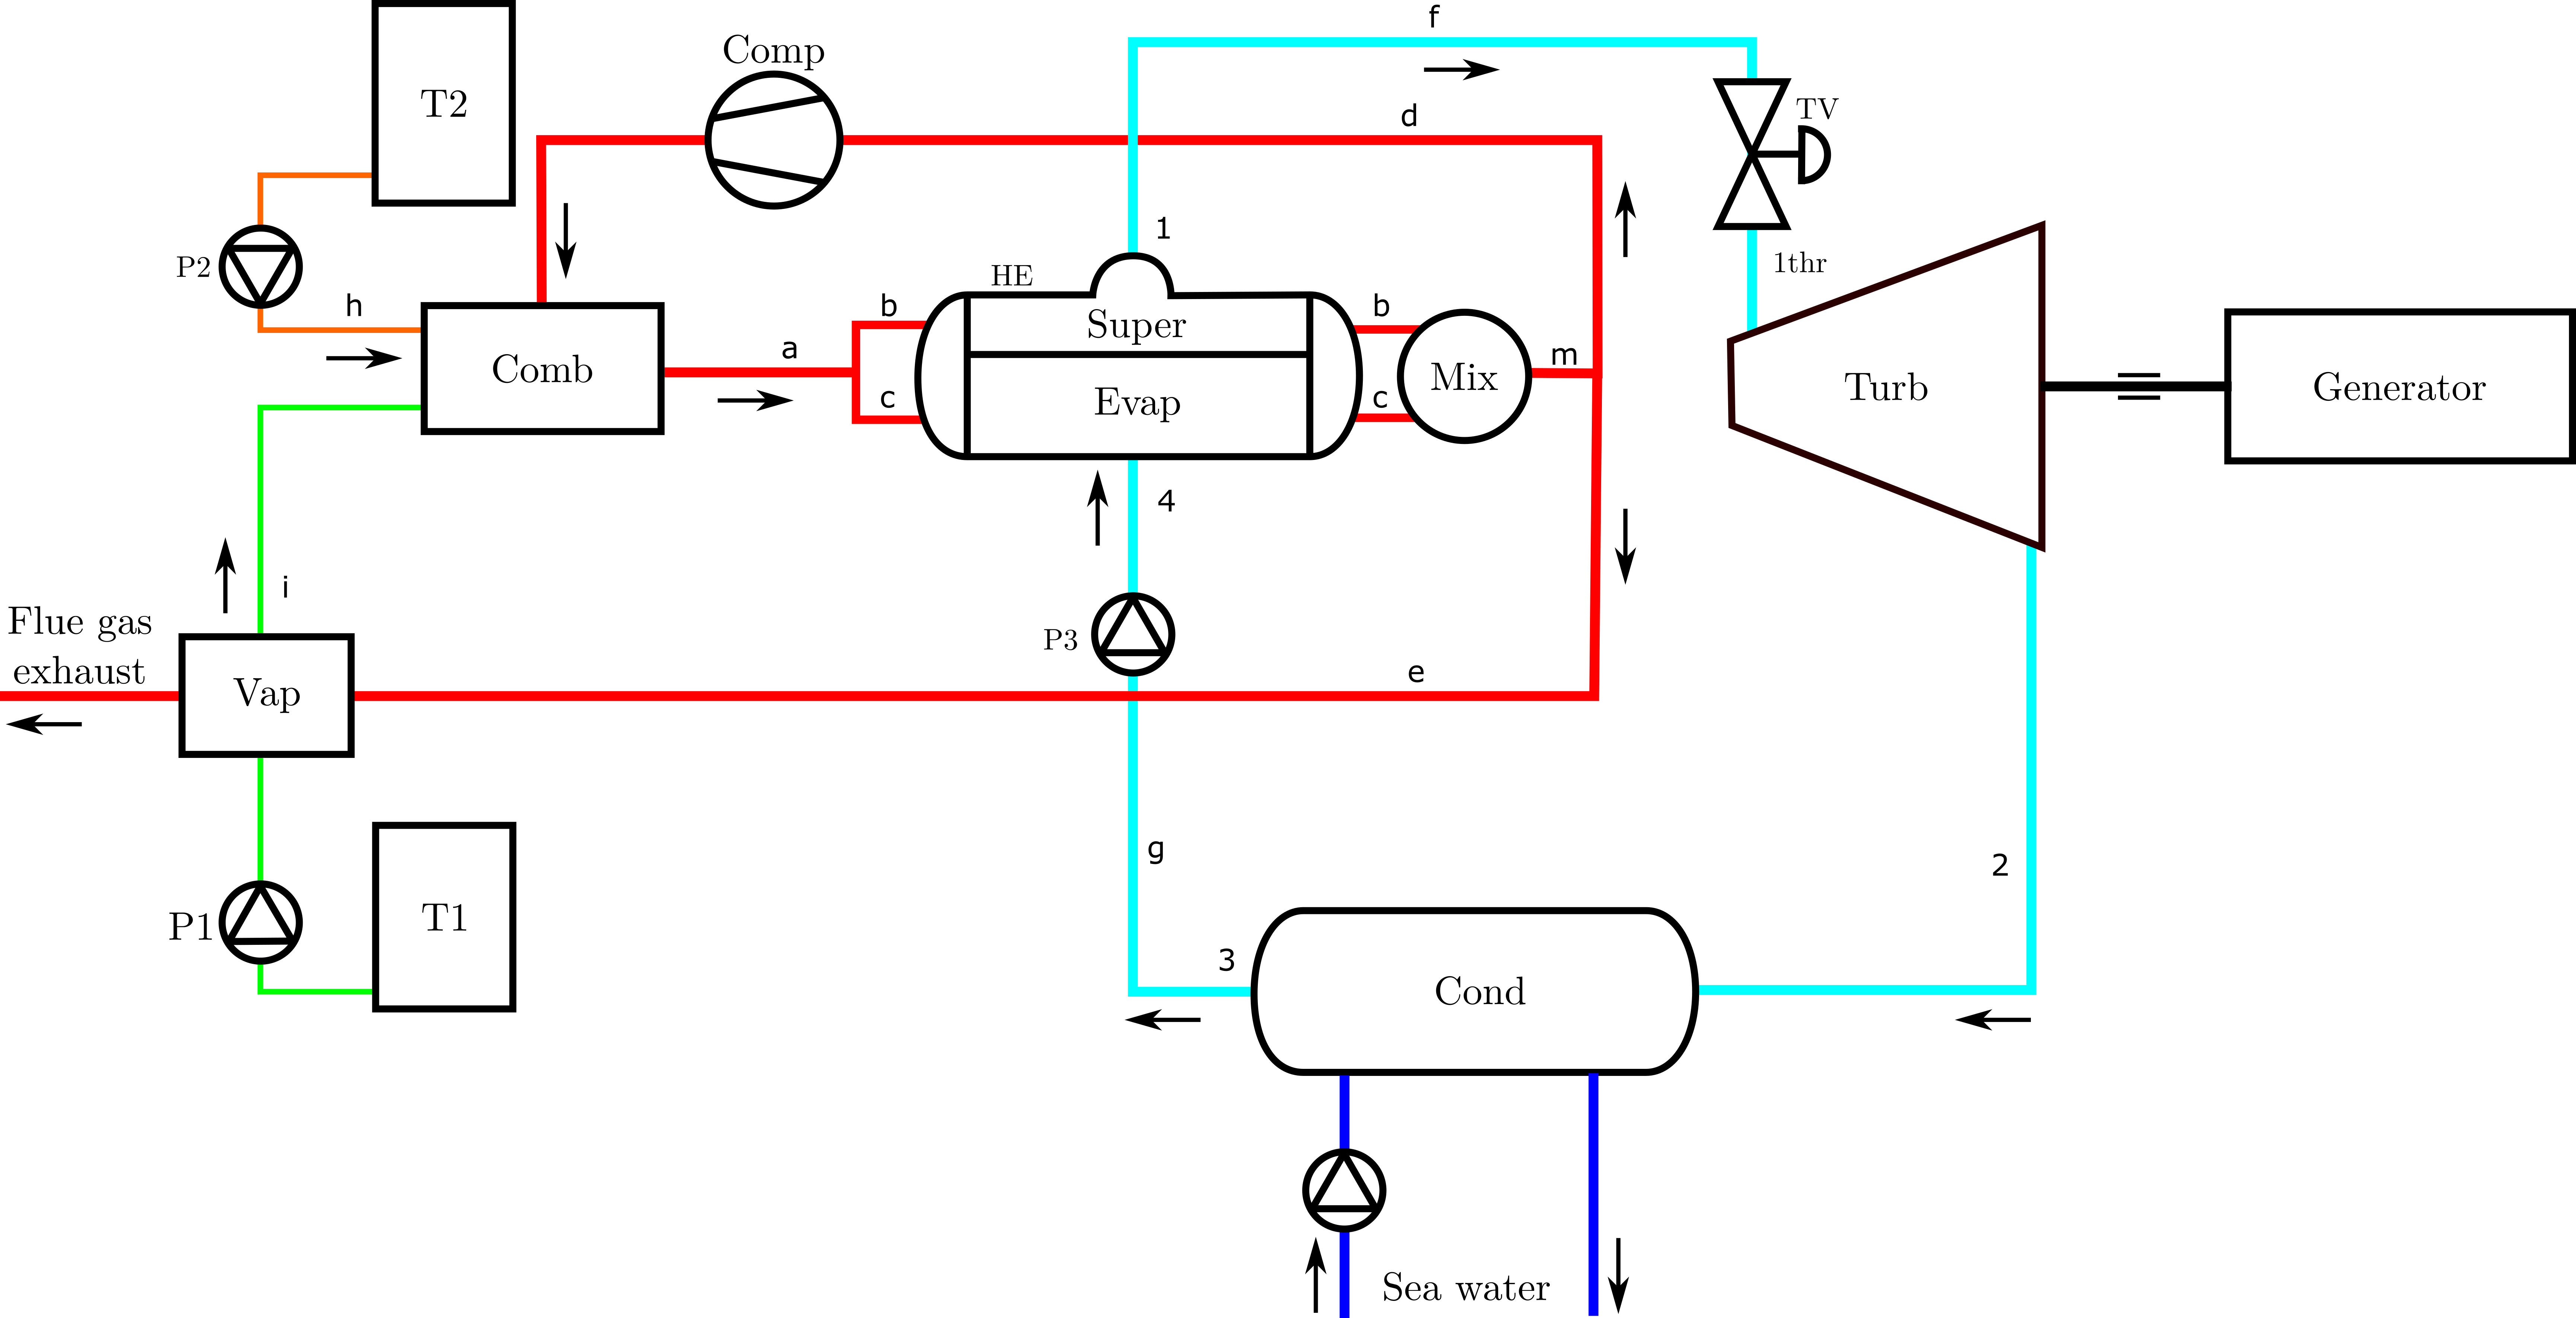 f
Comp
T2
d
TV
1
P2
1thr
HE
h
b
b
Super
a
Comb
Mix
m
Turb
Generator
c
Evap
c
4
i
Flue gas
exhaust
P3
e
Vap
g
2
P1
T1
3
Cond
Sea water